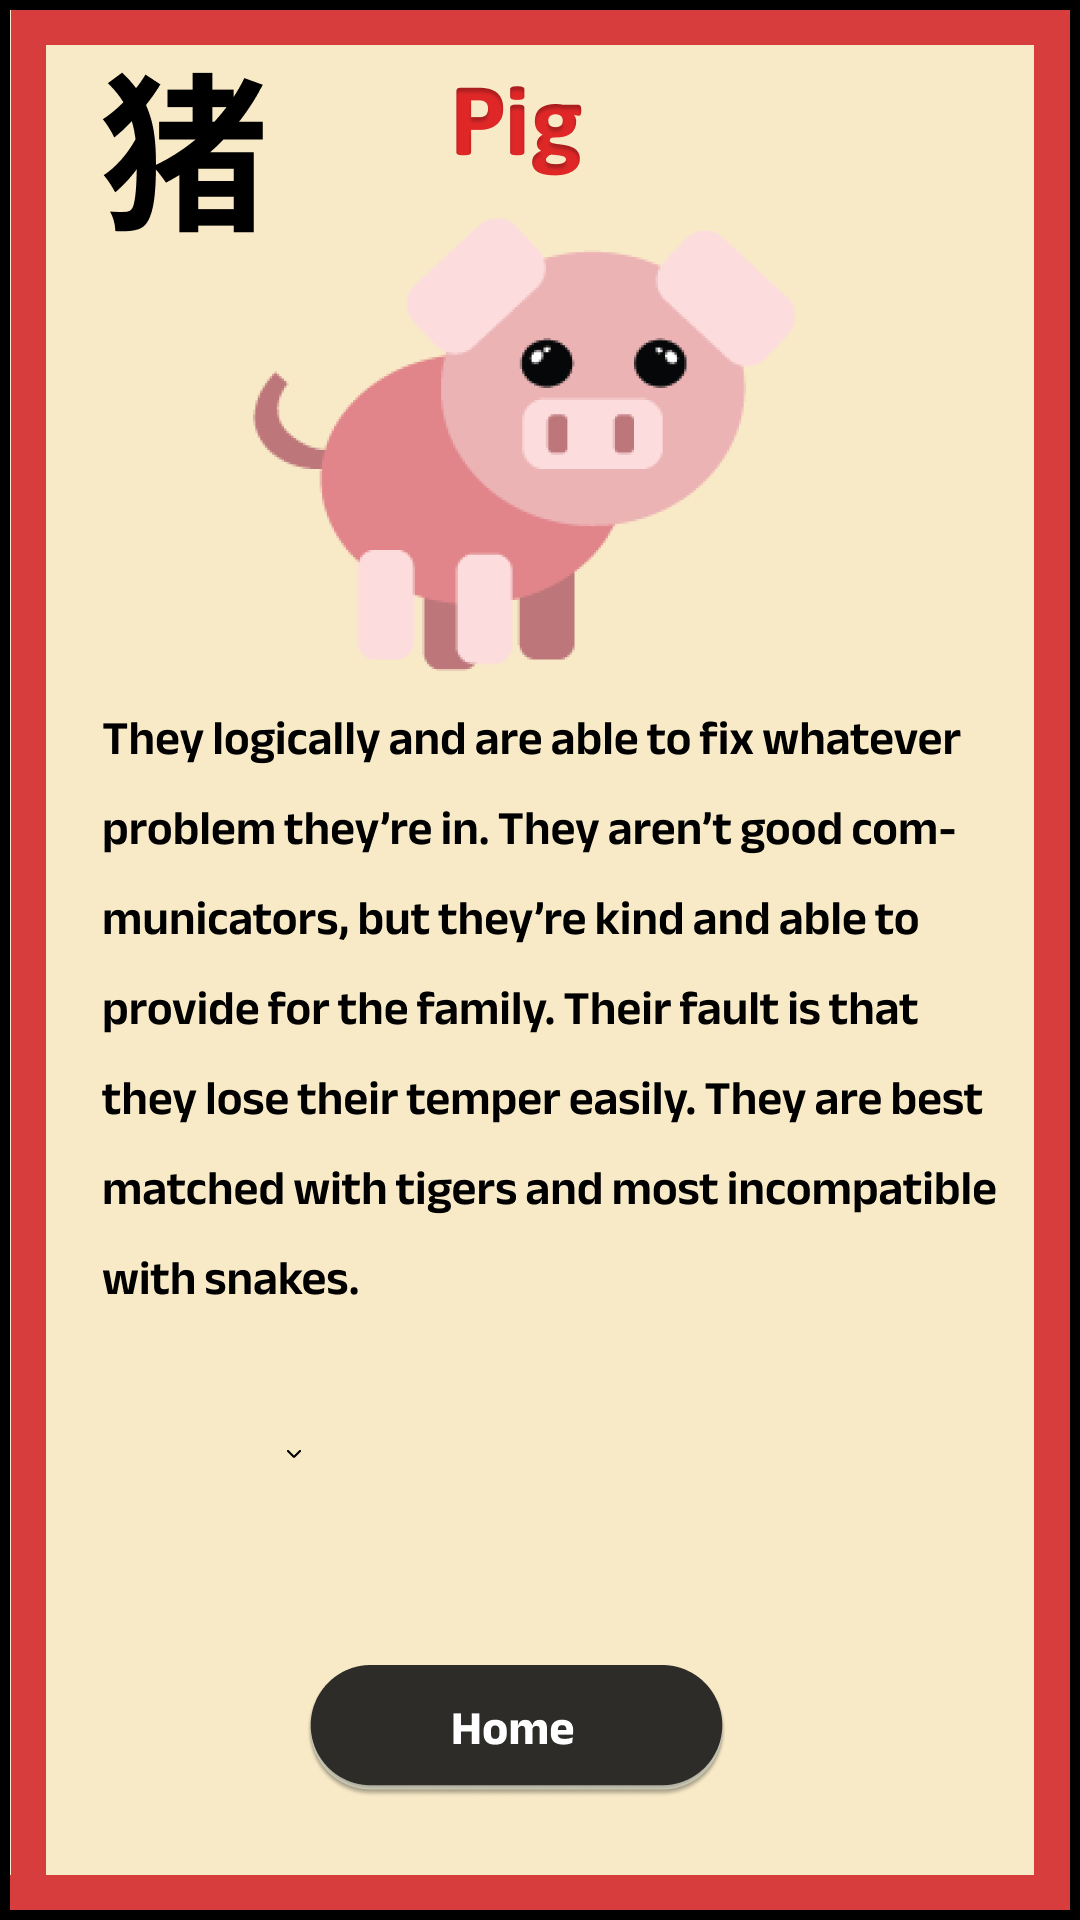 猪
Pig
They logically and are able to fix whatever
problem they’re in. They aren’t good com-
municators, but they’re kind and able to
provide for the family. Their fault is that
they lose their temper easily. They are best
matched with tigers and most incompatible
with snakes.
Home